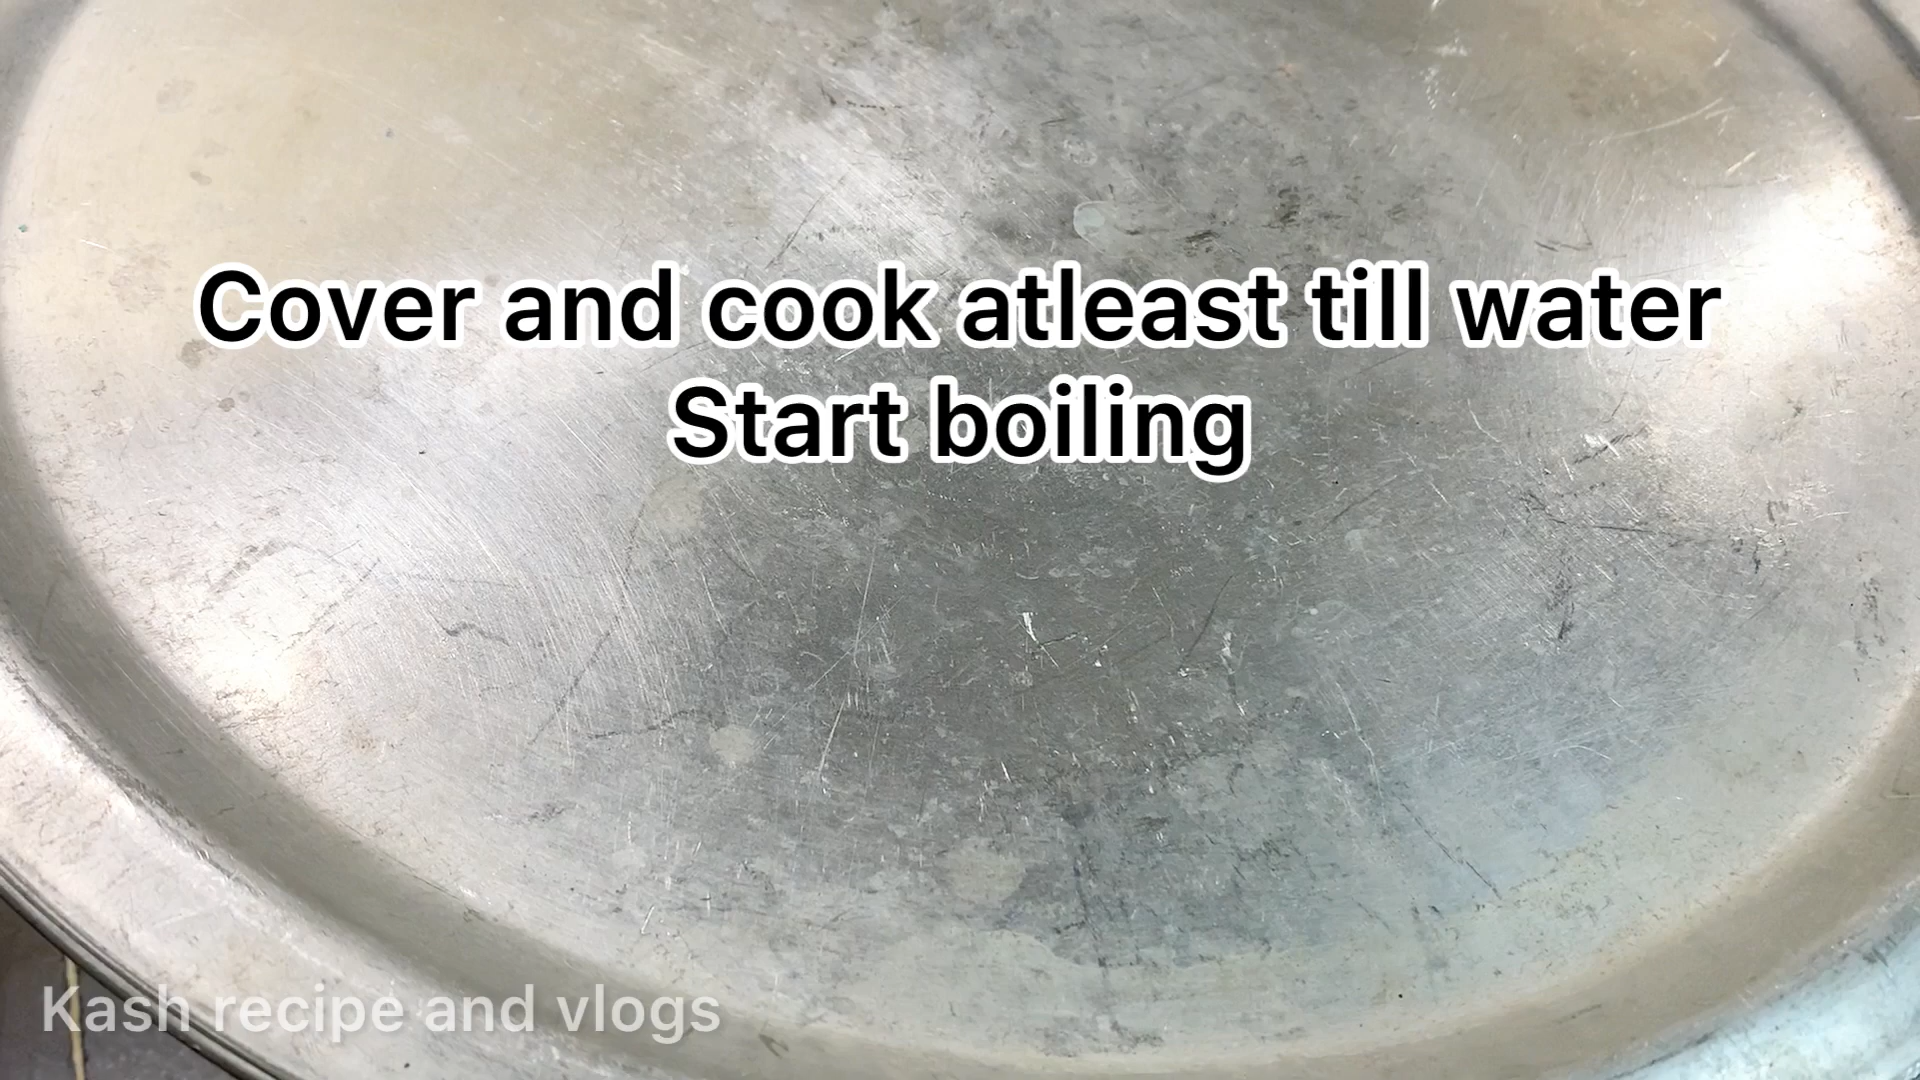 Cover and cook atleast till water
Start boiling
Kash recipe and vlogs